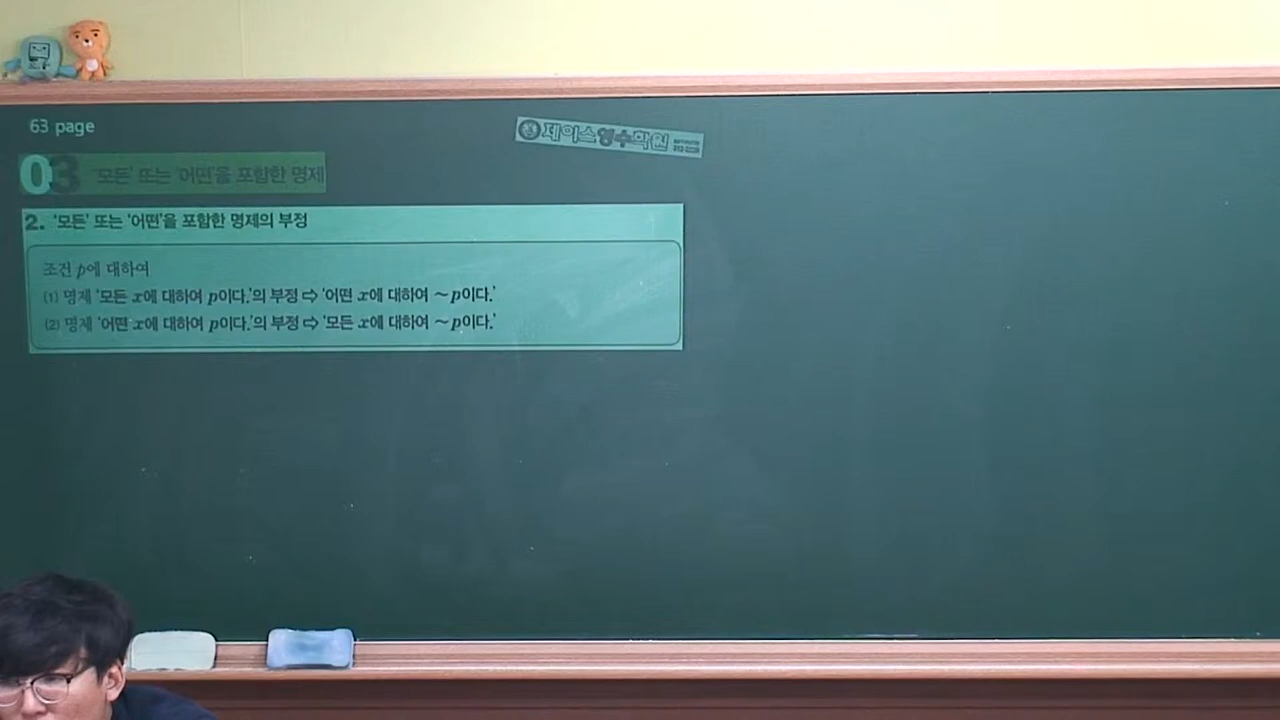 63 page
제이스영수학원
03 '모든' 또는 '어떤'을 포함한 명제
2. '모든' 또는 '어떤'을 포함한 명제의 부정
조건 p에 대하여
(1) 명제 '모든 x에 대하여 p이다.'의 부정 ⇨ '어떤 x에 대하여 ~p이다.'
(2) 명제 '어떤 x에 대하여 p이다.'의 부정 ⇨ '모든 x에 대하여 ~p이다.'